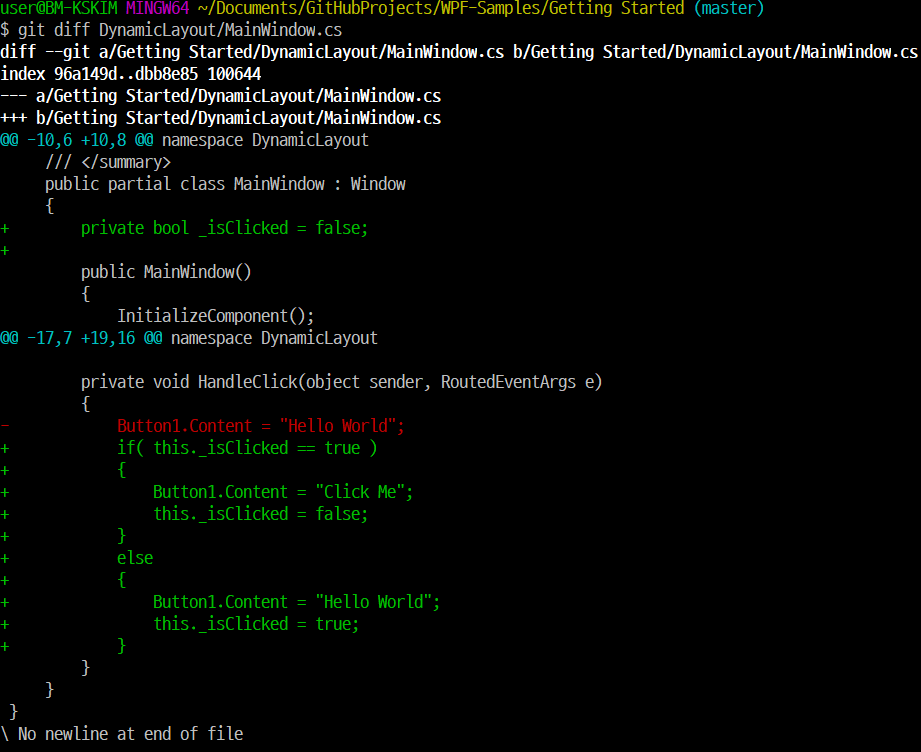 user@BM-KSKIM MINGW64 ~/Documents/GitHubProjects/WPF-Samples/Getting Started (master)
$ git diff DynamicLayout/MainWindow.cs
diff --git a/Getting Started/DynamicLayout/MainWindow.cs b/Getting Started/DynamicLayout/MainWindow.cs
index 96a149d..dbb8e85 100644
--- a/Getting Started/DynamicLayout/MainWindow.cs
+++ b/Getting Started/DynamicLayout/MainWindow.cs
@@ -10,6 +10,8 @@ namespace DynamicLayout
     /// </summary>
     public partial class MainWindow : Window
     {
+        private bool _isClicked = false;
+
         public MainWindow()
         {
             InitializeComponent();
@@ -17,7 +19,16 @@ namespace DynamicLayout

         private void HandleClick(object sender, RoutedEventArgs e)
         {
-            Button1.Content = "Hello World";
+            if( this._isClicked == true )
+            {
+                Button1.Content = "Click Me";
+                this._isClicked = false;
+            }
+            else
+            {
+                Button1.Content = "Hello World";
+                this._isClicked = true;
+            }
         }
     }
 }
\ No newline at end of file